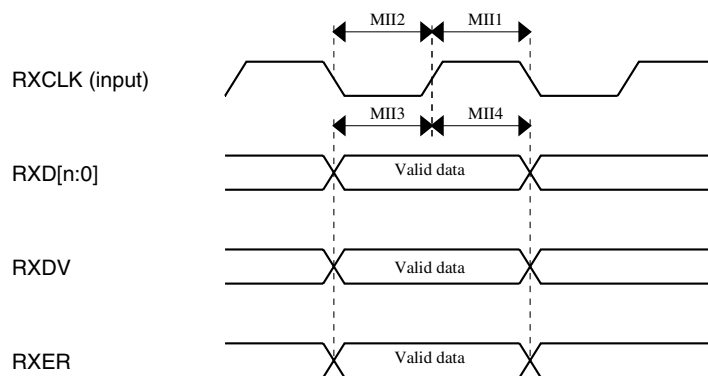 MII2 MII1
RXCLK (input)
MII3 MII4
RXD[n:0] Valid data
RXDV Valid data
RXER Valid data